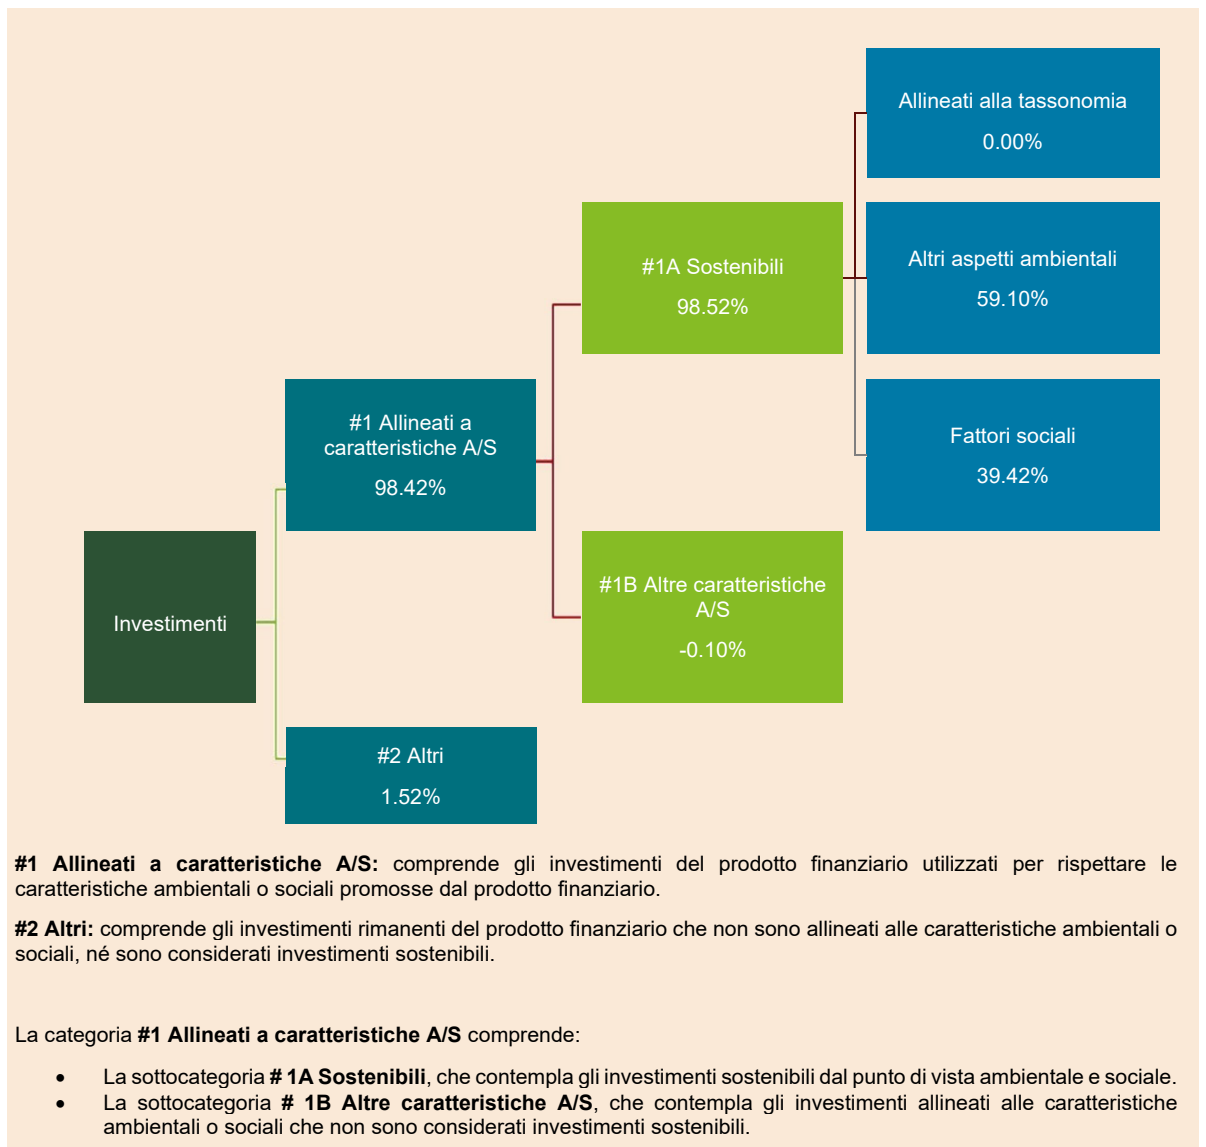 Allineati alla tassonomia
0.00%
#1A Sostenibili
98.52%
Altri aspetti ambientali
59.10%
#1 Allineati a
caratteristiche A/S
98.42%
Fattori sociali
39.42%
Investimenti
#1B Altre caratteristiche
A/S
-0.10%
#2 Altri
1.52%
#1 Allineati a caratteristiche A/S: comprende gli investimenti del prodotto finanziario utilizzati per rispettare le
caratteristiche ambientali o sociali promosse dal prodotto finanziario.
#2 Altri: comprende gli investimenti rimanenti del prodotto finanziario che non sono allineati alle caratteristiche ambientali o
sociali, né sono considerati investimenti sostenibili.
La categoria #1 Allineati a caratteristiche A/S comprende:
• La sottocategoria # 1A Sostenibili, che contempla gli investimenti sostenibili dal punto di vista ambientale e sociale.
• La sottocategoria # 1B Altre caratteristiche A/S, che contempla gli investimenti allineati alle caratteristiche
ambientali o sociali che non sono considerati investimenti sostenibili.